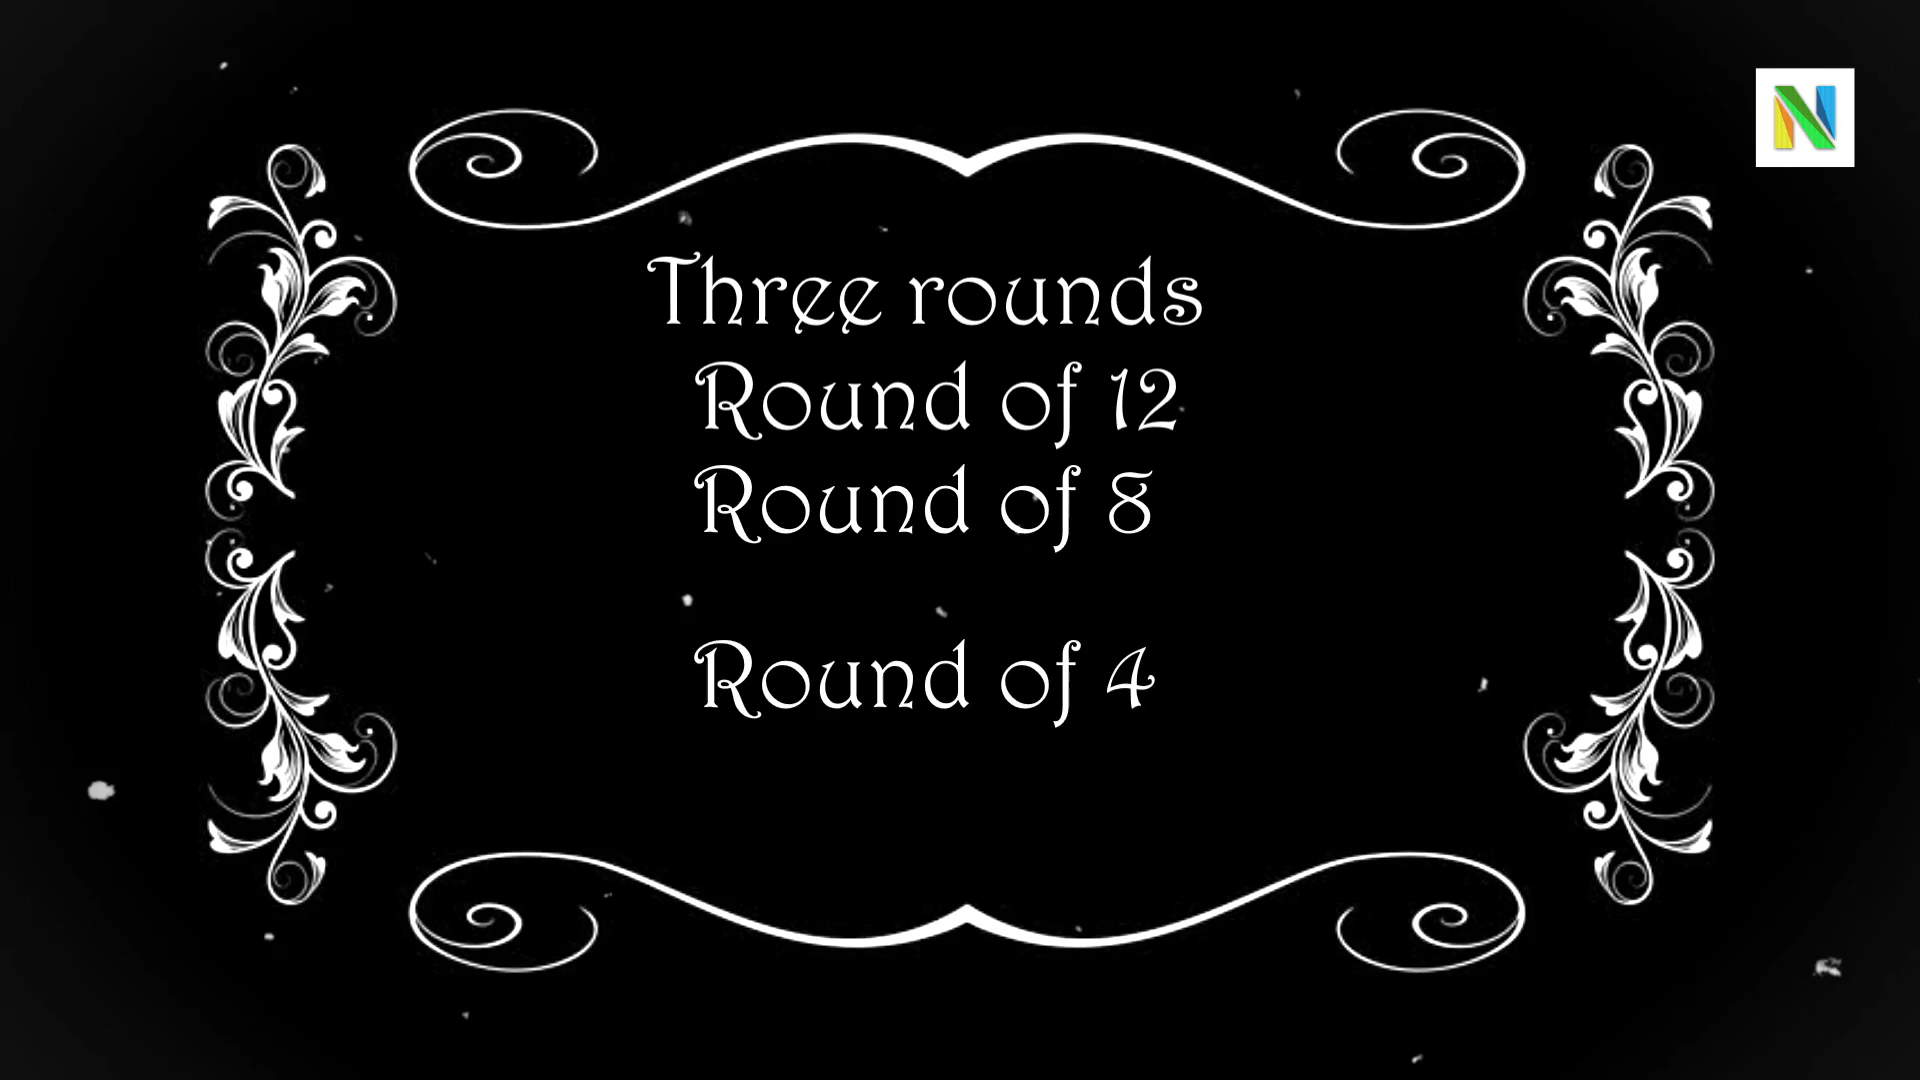 Three rounds
Round of 12
Round of 8
Round of 4
N